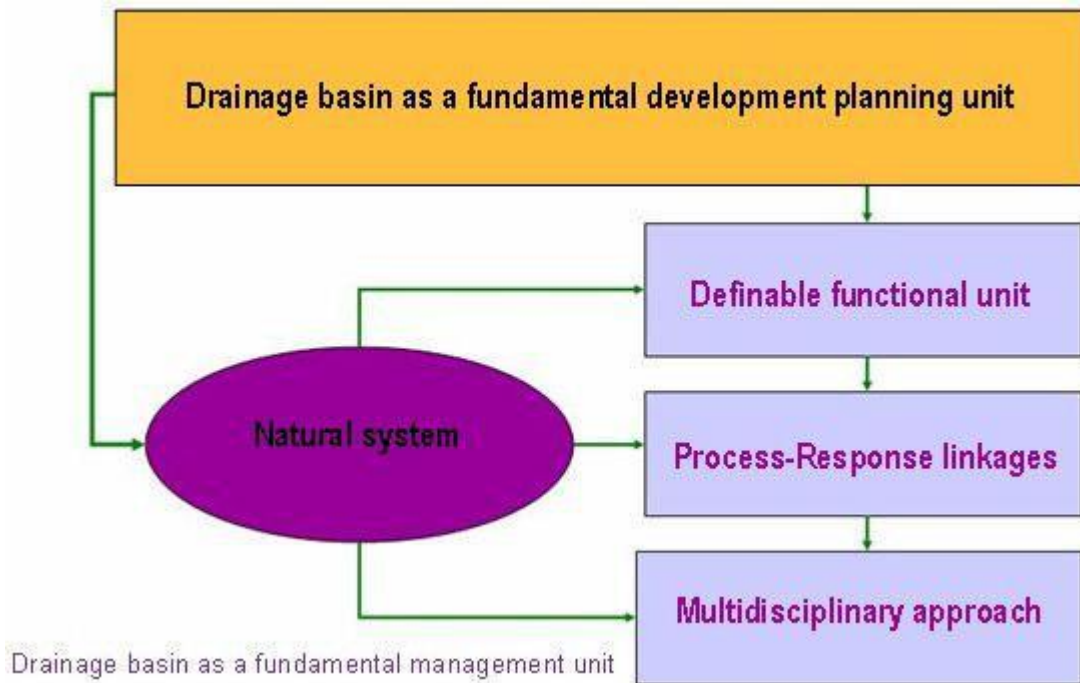 Drainage basin as a fundamental development planning unit
Definable functional unit
Natural system
Process-Response linkages
Multidisciplinary approach
Drainage basin as a fundamental management unit